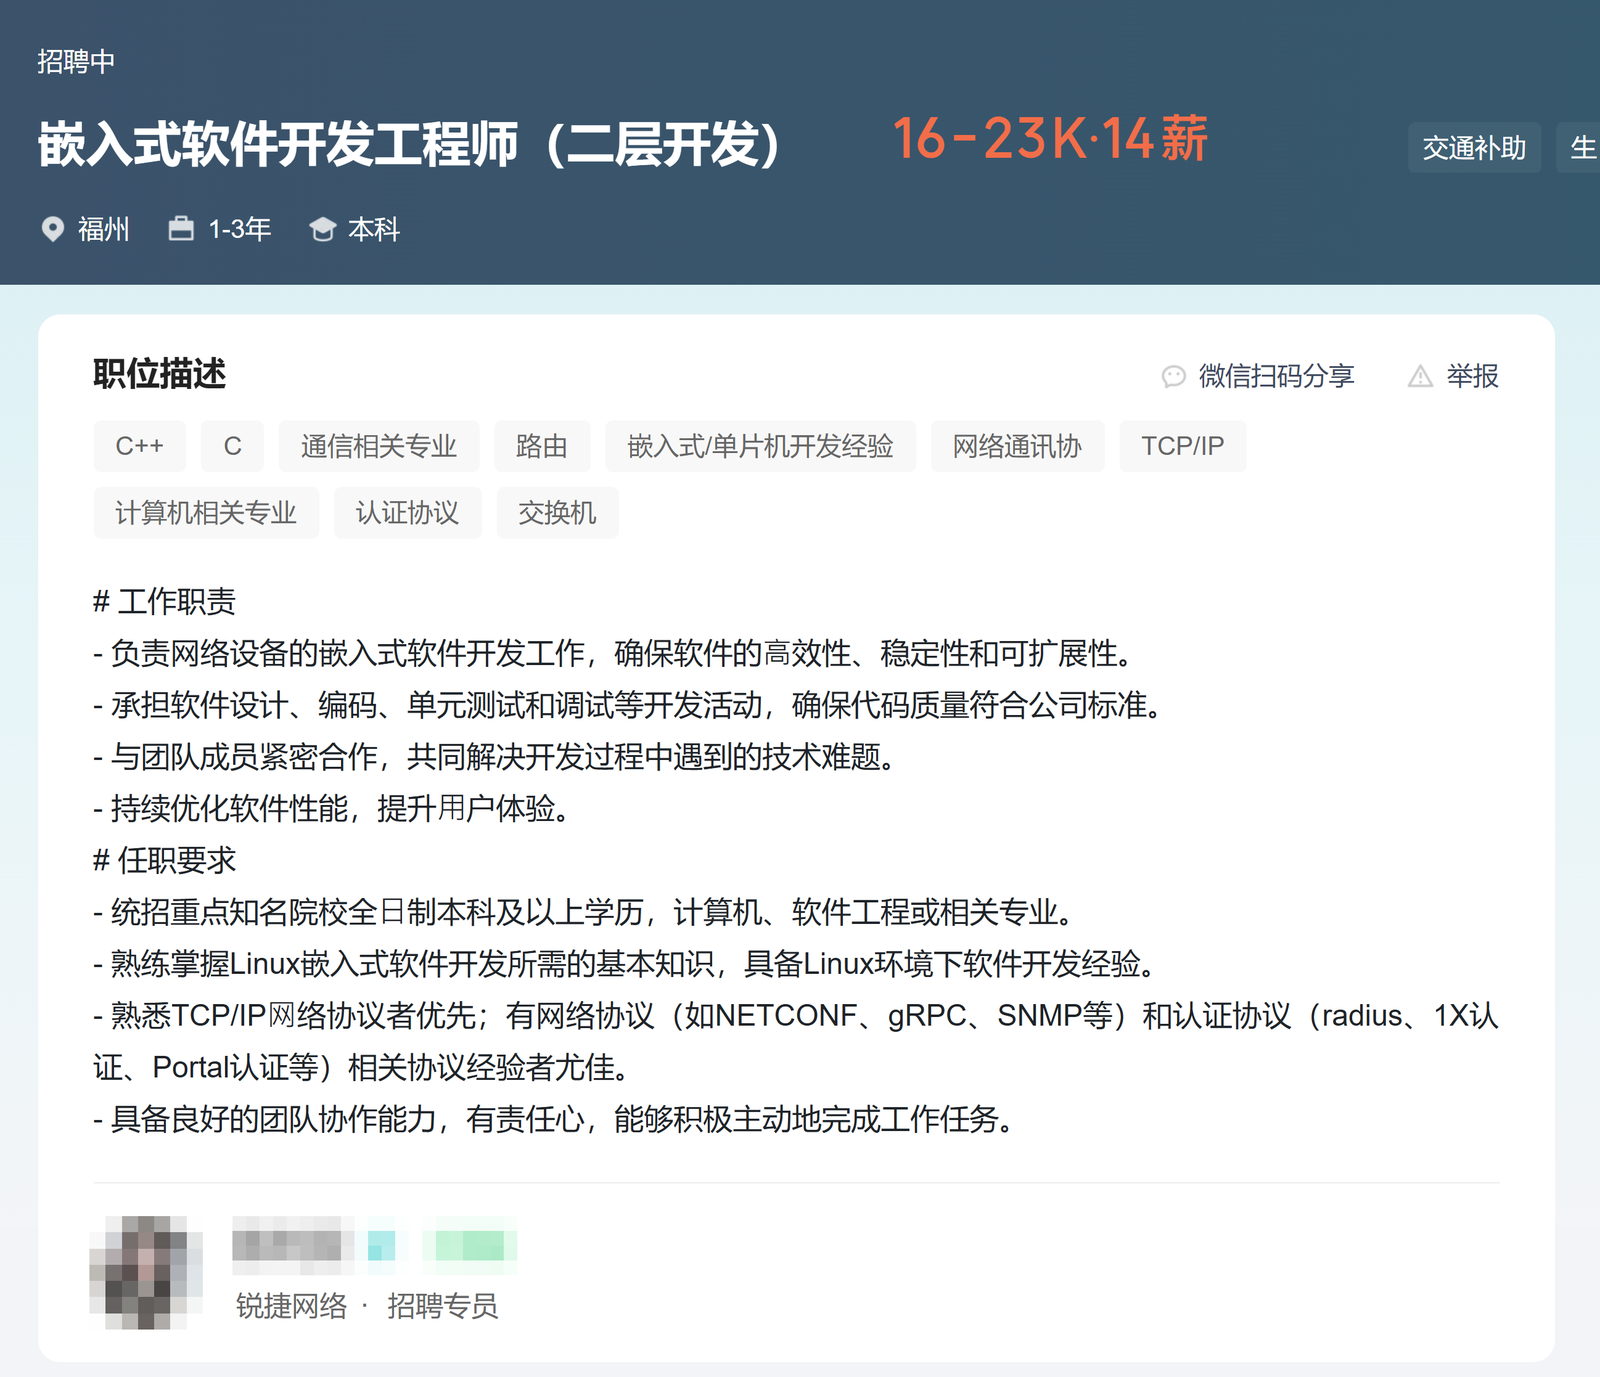 招聘中
嵌入式软件开发工程师（二层开发）
16-23K·14薪
交通补助
生
福州 1-3年 本科
职位描述
微信扫码分享
举报
C++ C 通信相关专业 路由 嵌入式/单片机开发经验 网络通讯协 TCP/IP
计算机相关专业 认证协议 交换机
# 工作职责
- 负责网络设备的嵌入式软件开发工作，确保软件的高效性、稳定性和可扩展性。
- 承担软件设计、编码、单元测试和调试等开发活动，确保代码质量符合公司标准。
- 与团队成员紧密合作，共同解决开发过程中遇到的技术难题。
- 持续优化软件性能，提升用户体验。
# 任职要求
- 统招重点知名院校全日制本科及以上学历，计算机、软件工程或相关专业。
- 熟练掌握Linux嵌入式软件开发所需的基本知识，具备Linux环境下软件开发经验。
- 熟悉TCP/IP网络协议者优先；有网络协议（如NETCONF、gRPC、SNMP等）和认证协议（radius、1X认
证、Portal认证等）相关协议经验者尤佳。
- 具备良好的团队协作能力，有责任心，能够积极主动地完成工作任务。
锐捷网络 · 招聘专员